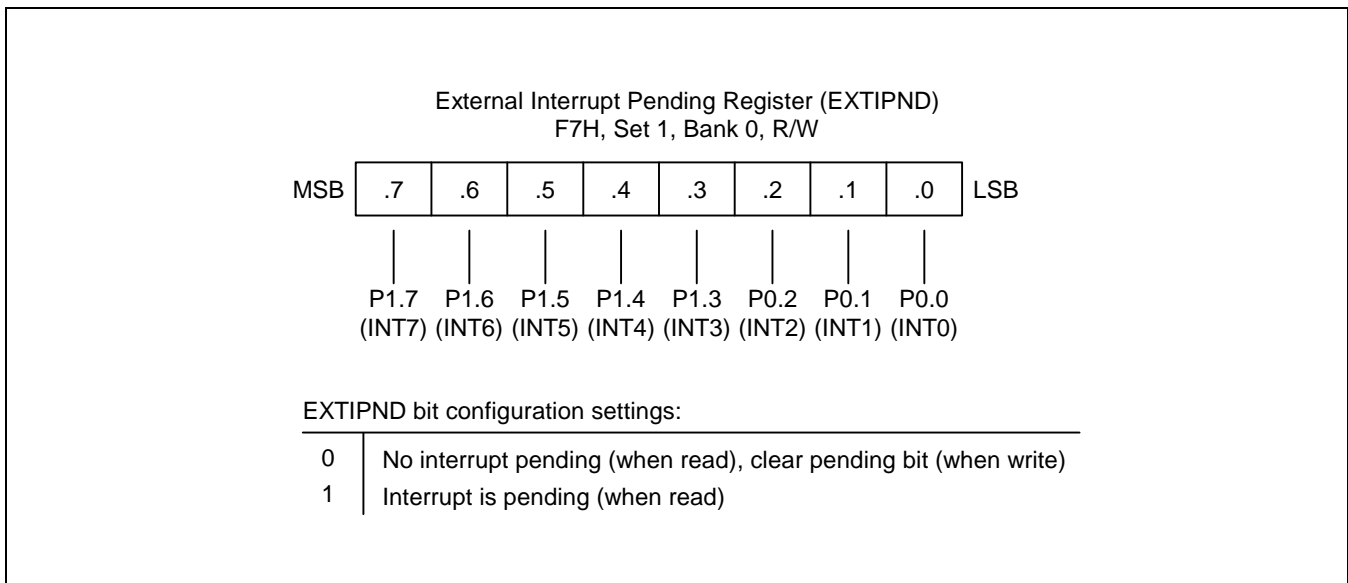 External Interrupt Pending Register (EXTIPND)
F7H, Set 1, Bank 0, R/W
MSB .7 .6 .5 .4 .3 .2 .1 .0 LSB
P1.7 P1.6 P1.5 P1.4 P1.3 P0.2 P0.1 P0.0
(INT7) (INT6) (INT5) (INT4) (INT3) (INT2) (INT1) (INT0)
EXTIPND bit configuration settings:
0 No interrupt pending (when read), clear pending bit (when write)
1 Interrupt is pending (when read)